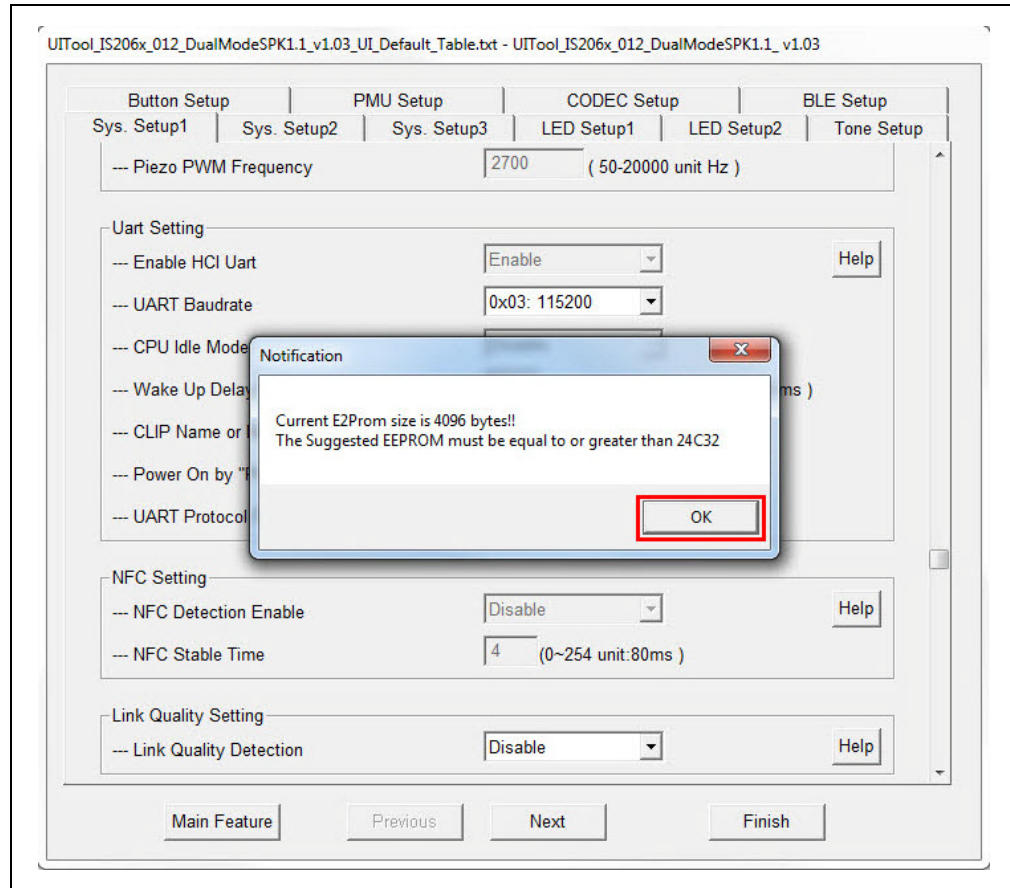 UITool_IS206x_012_DualModeSPK1.1_v1.03_UI_Default_Table.txt - UITool_IS206x_012_DualModeSPK1.1_ v1.03
Button Setup PMU Setup CODEC Setup BLE Setup
Sys. Setup1 Sys. Setup2 Sys. Setup3 LED Setup1 LED Setup2 Tone Setup
--- Piezo PWM Frequency 2700 ( 50-20000 unit Hz )
Uart Setting
--- Enable HCI Uart Enable Help
--- UART Baudrate 0x03: 115200
--- CPU Idle Mode
Notification
--- Wake Up Delay ms )
Current E2Prom size is 4096 bytes!!
--- CLIP Name or
The Suggested EEPROM must be equal to or greater than 24C32
--- Power On by "
--- UART Protocol
OK
NFC Setting
--- NFC Detection Enable Disable Help
--- NFC Stable Time 4 (0~254 unit:80ms )
Link Quality Setting
--- Link Quality Detection Disable Help
Main Feature Previous Next Finish